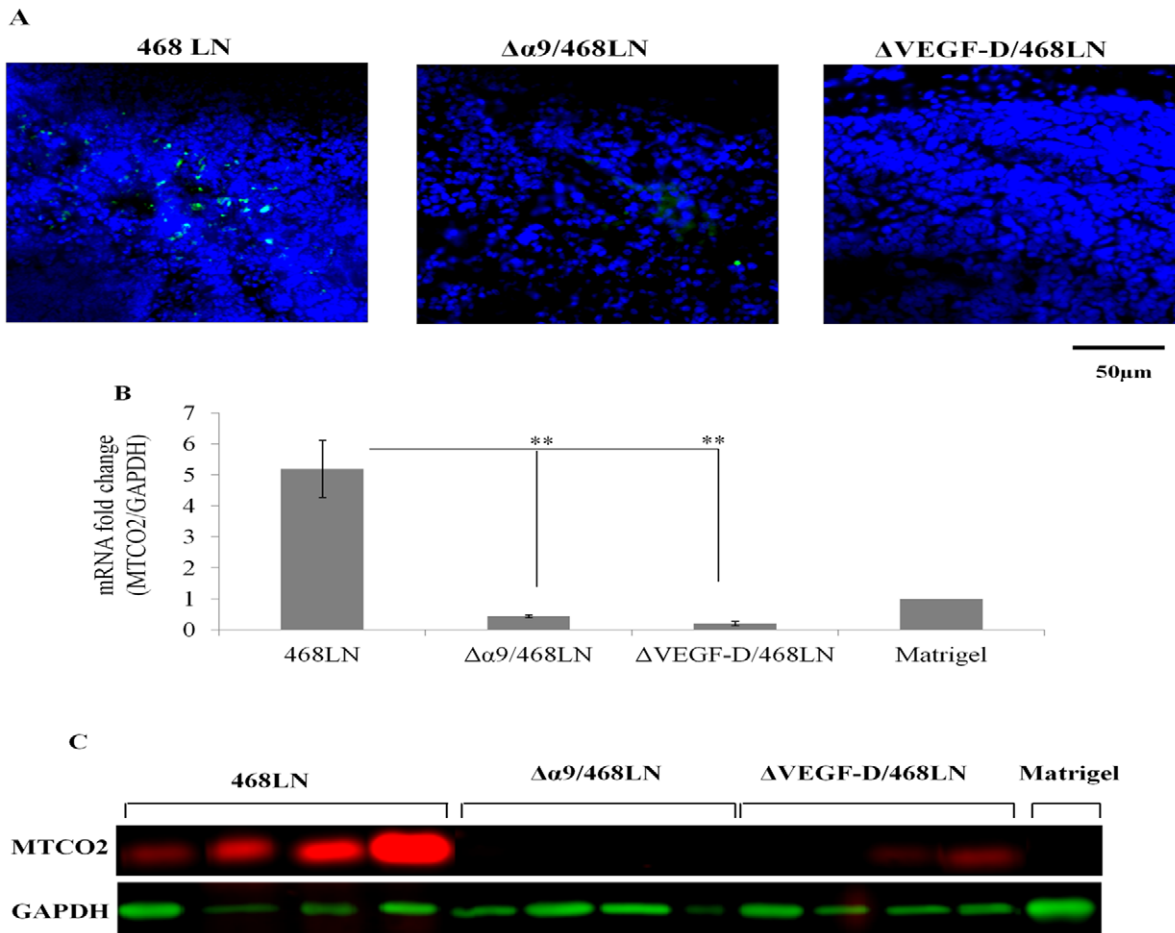 A
468 LN
Δα9/468LN
ΔVEGF-D/468LN
50µm
B
mRNA fold change
(MTCO2/GAPDH)
7
6
5
4
3
2
1
0
**
**
468LN
Δα9/468LN
ΔVEGF-D/468LN
Matrigel
C
468LN
Δα9/468LN
ΔVEGF-D/468LN
Matrigel
MTCO2
GAPDH